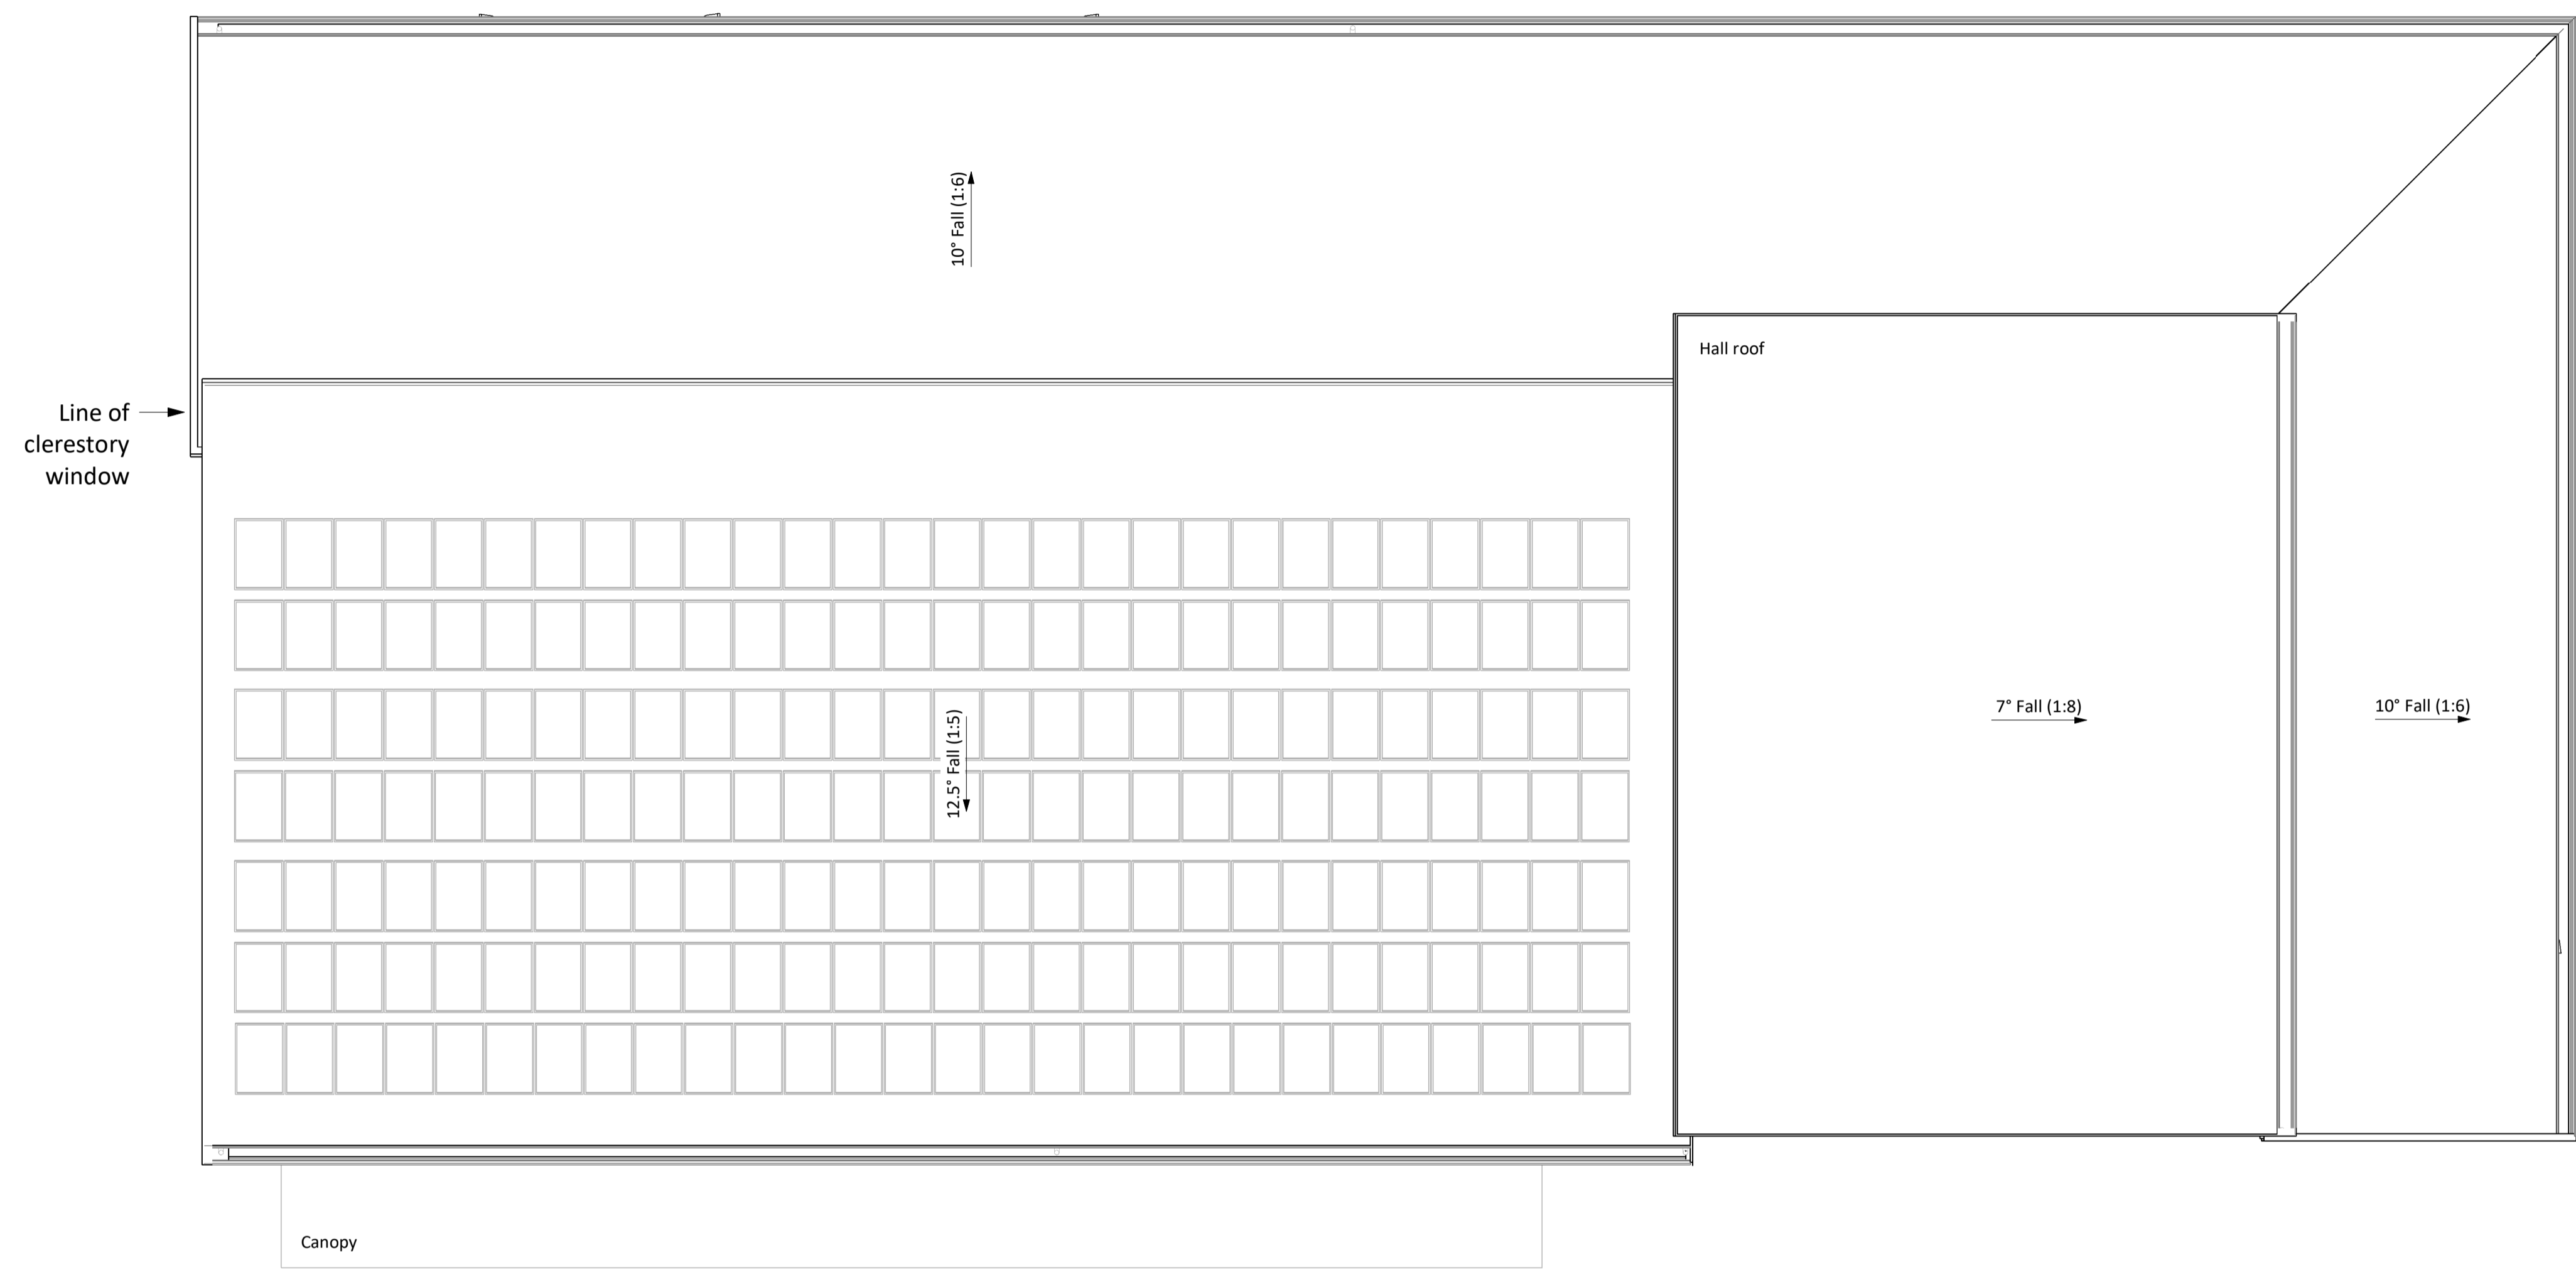 10° Fall (1:6)
Hall roof
Line of
clerestory
window
7° Fall (1:8)
10° Fall (1:6)
12.5° Fall (1:5)
Canopy